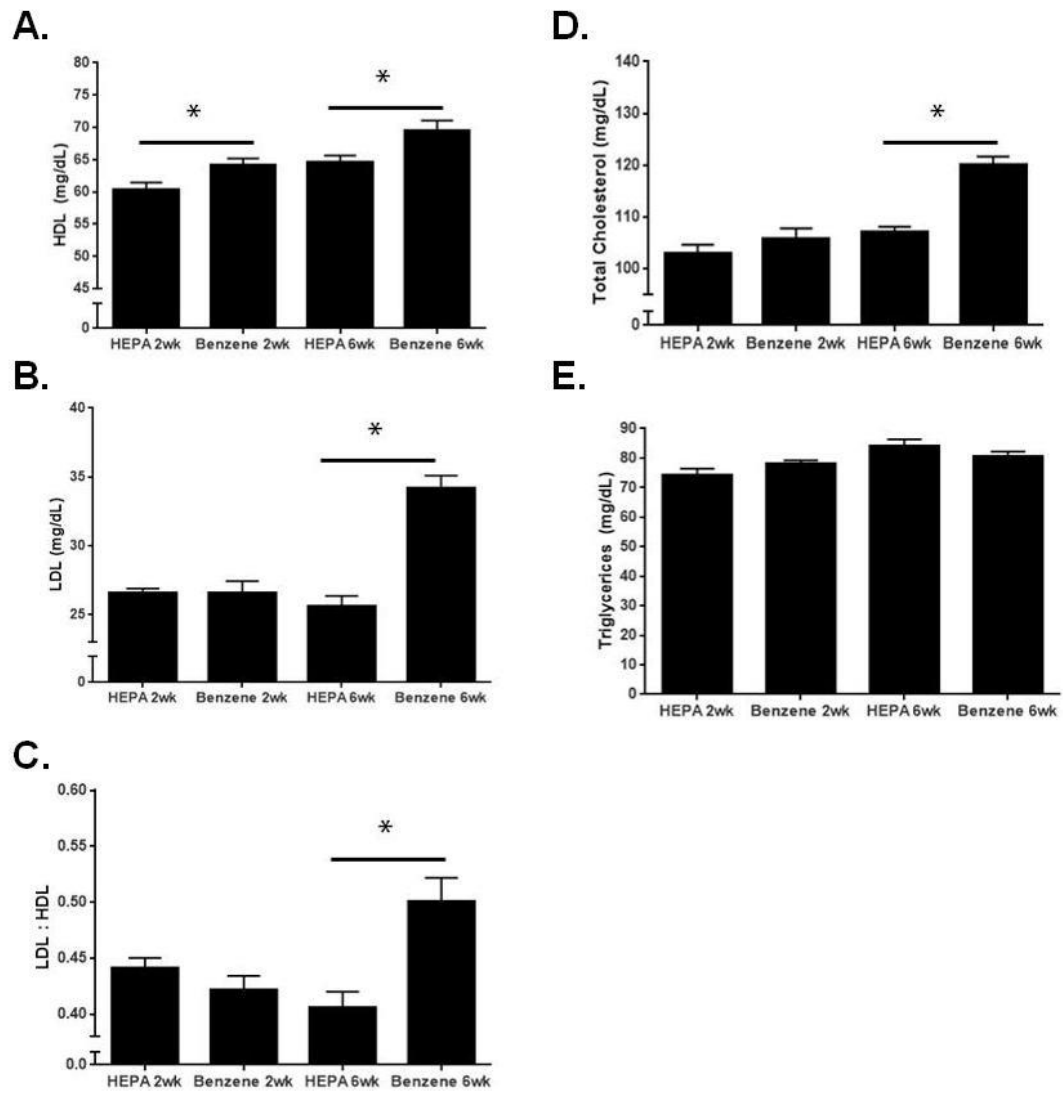 A.
HDL (mg/dL)
80
75
70
65
60
55
50
45
0
*
*
HEPA 2wk Benzene 2wk HEPA 6wk Benzene 6wk
B.
LDL (mg/dL)
40
35
30
25
0
*
HEPA 2wk Benzene 2wk HEPA 6wk Benzene 6wk
C.
LDL : HDL
0.60
0.55
0.50
0.45
0.40
0.0
*
HEPA 2wk Benzene 2wk HEPA 6wk Benzene 6wk
D.
Total Cholesterol (mg/dL)
140
130
120
110
100
0
*
HEPA 2wk Benzene 2wk HEPA 6wk Benzene 6wk
E.
Triglycerices (mg/dL)
90
80
70
60
50
40
30
20
10
0
HEPA 2wk Benzene 2wk HEPA 6wk Benzene 6wk